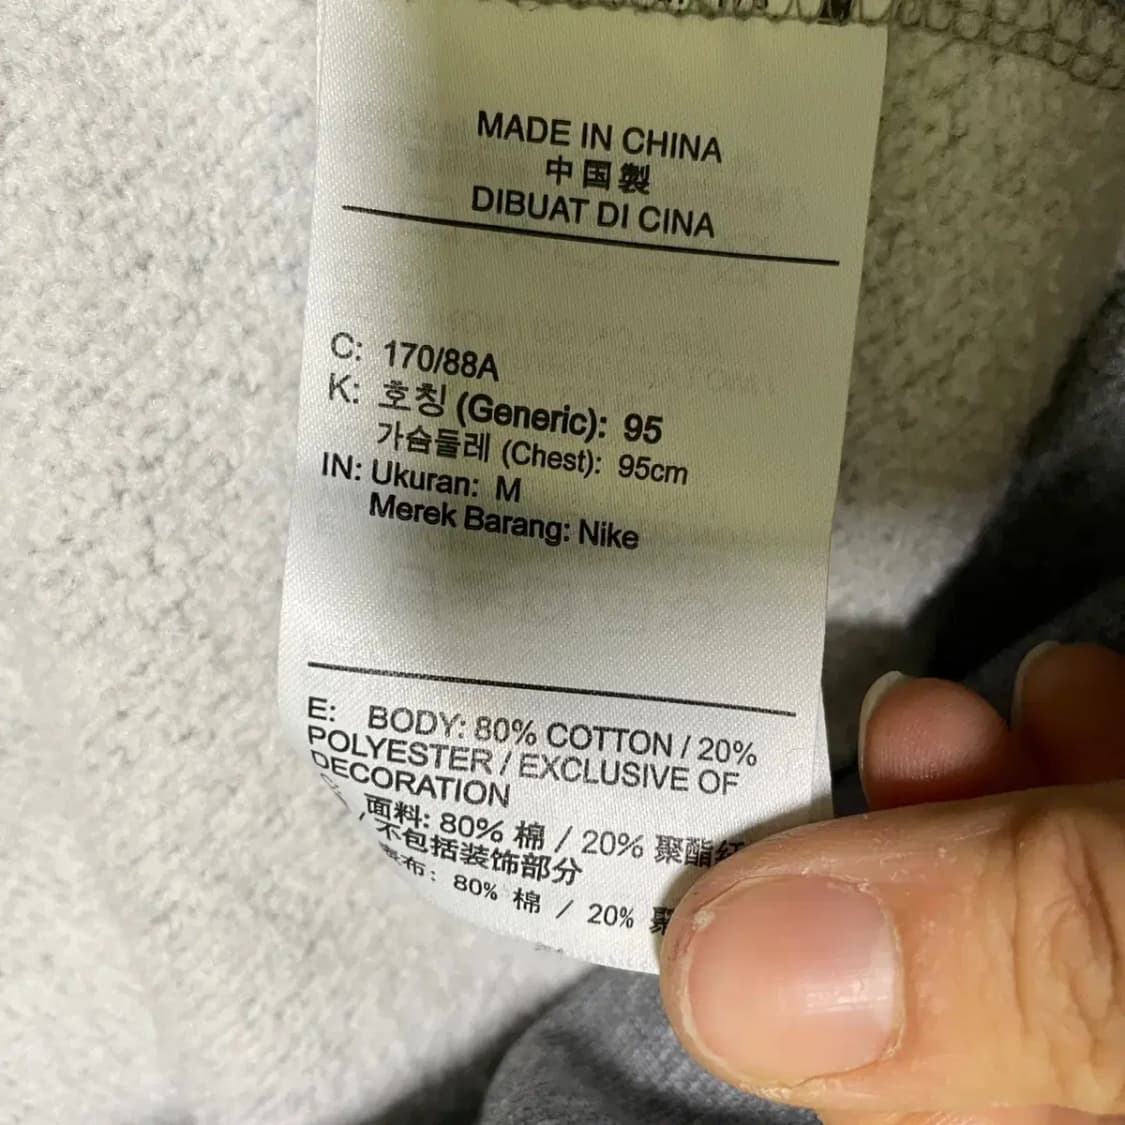 MADE IN CHINA
中国製
DIBUAT DI CINA
C: 170/88A
K: 호칭 (Generic): 95
가슴둘레 (Chest): 95cm
IN: Ukuran: M
Merek Barang: Nike
E: BODY: 80% COTTON / 20%
POLYESTER / EXCLUSIVE OF
DECORATION
面料: 80% 棉 / 20% 聚酯
/ 不包括装饰部分
布: 80% 棉 / 20%